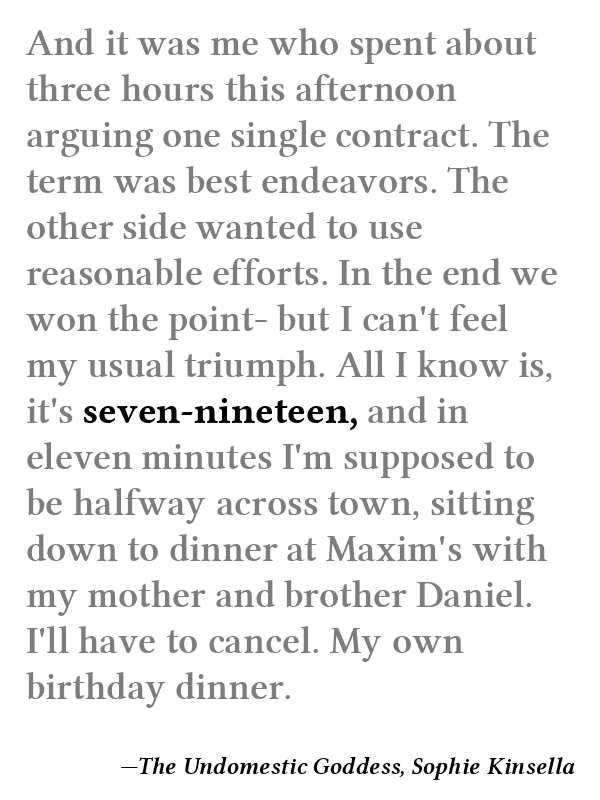 And it was me who spent about
three hours this afternoon
arguing one single contract. The
term was best endeavors. The
other side wanted to use
reasonable efforts. In the end we
won the point- but I can't feel
my usual triumph. All I know is,
it's seven-nineteen, and in
eleven minutes I'm supposed to
be halfway across town, sitting
down to dinner at Maxim's with
my mother and brother Daniel.
I'll have to cancel. My own
birthday dinner.
—The Undomestic Goddess, Sophie Kinsella